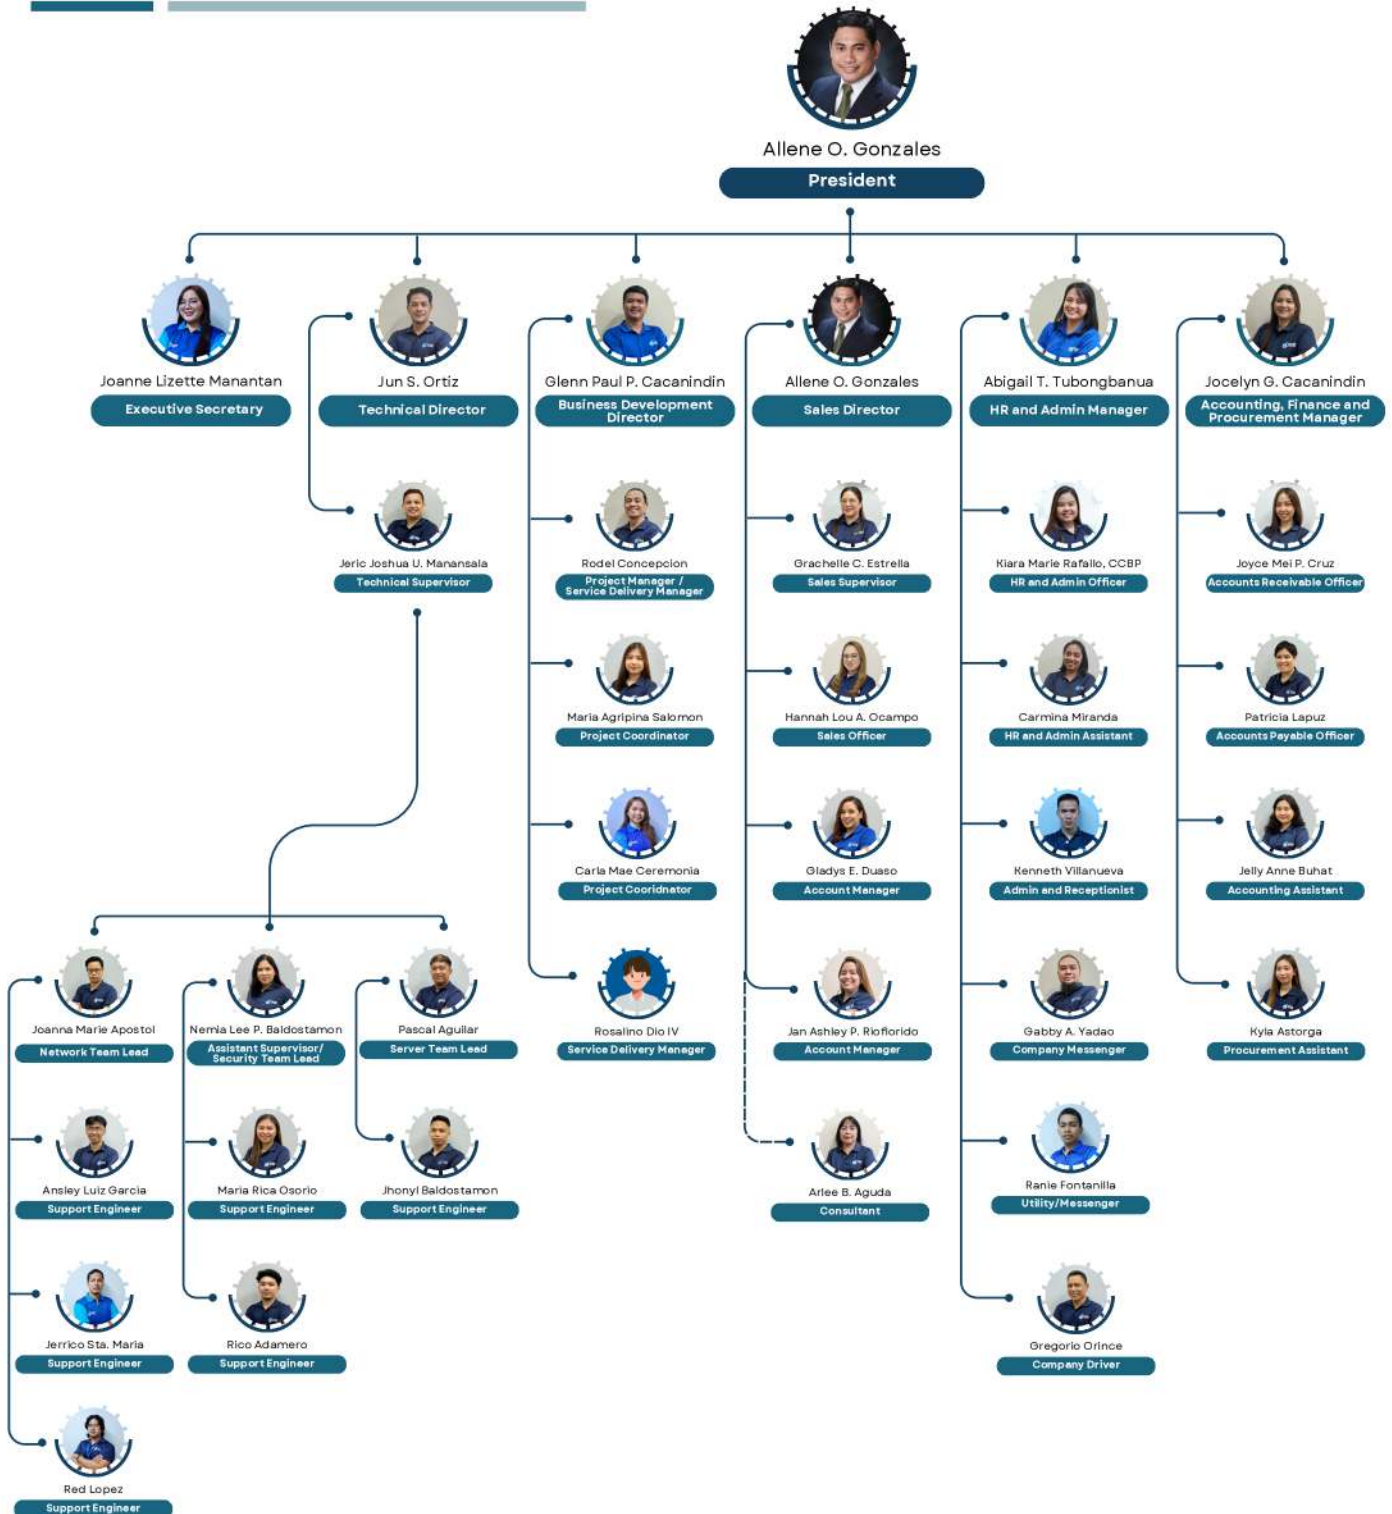 Allene O. Gonzales
President
Joanne Lizette Manantan
Executive Secretary
Jun S. Ortiz
Technical Director
Glenn Paul P. Cacanindin
Business Development
Director
Allene O. Gonzales
Sales Director
Abigail T. Tubongbanua
HR and Admin Manager
Jocelyn G. Cacanindin
Accounting, Finance and
Procurement Manager
Jeric Joshua U. Manansala
Technical Supervisor
Rodel Concepcion
Project Manager /
Service Delivery Manager
Grachelle C. Estrella
Sales Supervisor
Kiara Marie Rafallo, CCBP
HR and Admin Officer
Joyce Mei P. Cruz
Accounts Receivable Officer
Maria Agripina Salomon
Project Coordinator
Hannah Lou A. Ocampo
Sales Officer
Carmina Miranda
HR and Admin Assistant
Patricia Lapuz
Accounts Payable Officer
Carla Mae Ceremonia
Project Cooridnator
Gladys E. Duaso
Account Manager
Kenneth Villanueva
Admin and Receptionist
Jelly Anne Buhat
Accounting Assistant
Joanna Marie Apostol
Network Team Lead
Nemia Lee P. Baldostamon
Assistant Supervisor/
Security Team Lead
Pascal Aguilar
Server Team Lead
Rosalino Dio IV
Service Delivery Manager
Jan Ashley P. Rioflorido
Account Manager
Gabby A. Yadao
Company Messenger
Kyla Astorga
Procurement Assistant
Ansley Luiz Garcia
Support Engineer
Maria Rica Osorio
Support Engineer
Jhonyl Baldostamon
Support Engineer
Arlee B. Aguda
Consultant
Ranie Fontanilla
Utility/Messenger
Jerrico Sta. Maria
Support Engineer
Rico Adamero
Support Engineer
Gregorio Orince
Company Driver
Red Lopez
Support Engineer